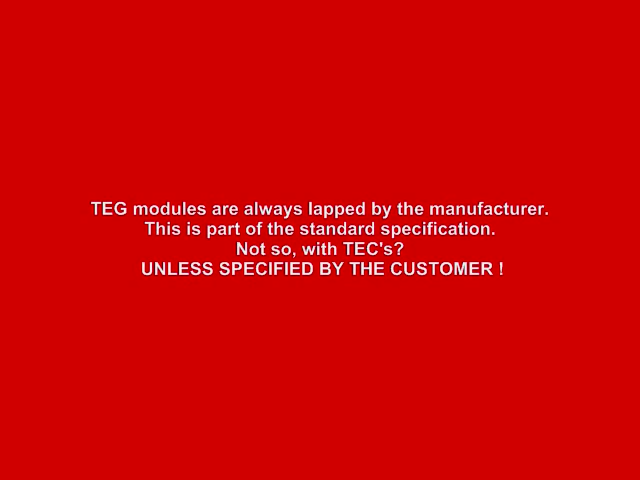 TEG modules are always lapped by the manufacturer.
This is part of the standard specification.
Not so, with TEC's?
UNLESS SPECIFIED BY THE CUSTOMER !